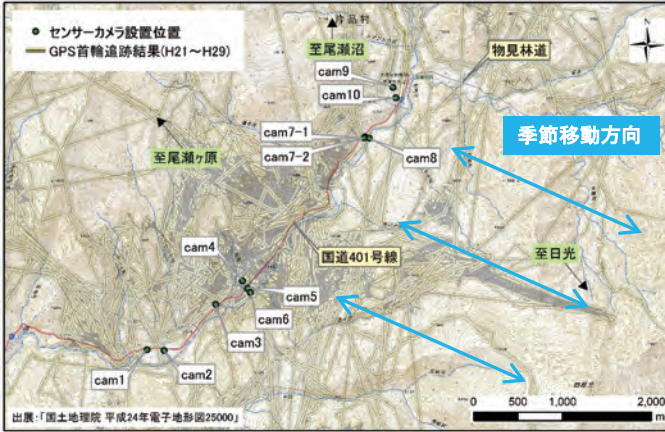 センサーカメラ設置位置
GPS首輪追跡結果(H21～H29)
片品村
至尾瀬沼
物見林道
N
cam9
cam10
cam7-1
cam7-2
cam8
季節移動方向
至尾瀬ヶ原
cam4
国道401号線
至日光
cam5
cam6
cam3
cam1
cam2
出展:「国土地理院 平成24年電子地形図25000」
0 500 1,000 2,000
m